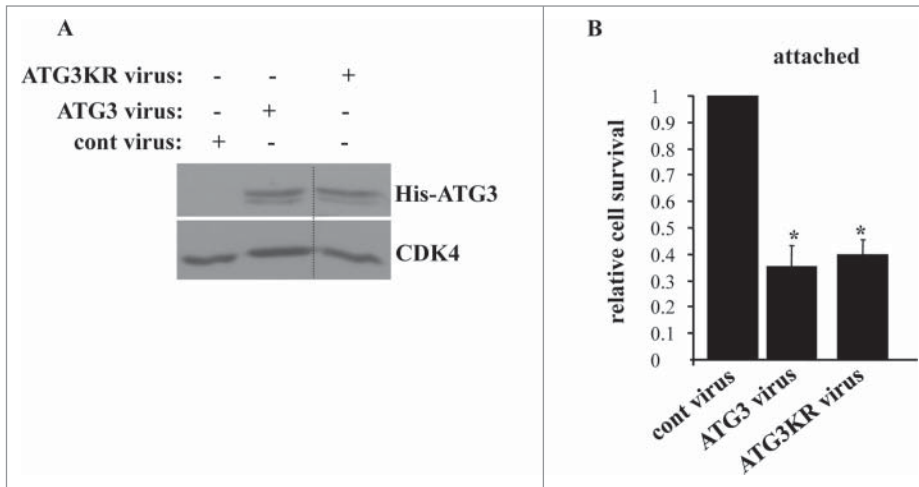 A
ATG3KR virus: - - +
ATG3 virus: - + -
cont virus: + - -
His-ATG3
CDK4
B
attached
relative cell survival
1
0.9
0.8
0.7
0.6
0.5
0.4
0.3
0.2
0.1
0
* *
cont virus
ATG3 virus
ATG3KR virus